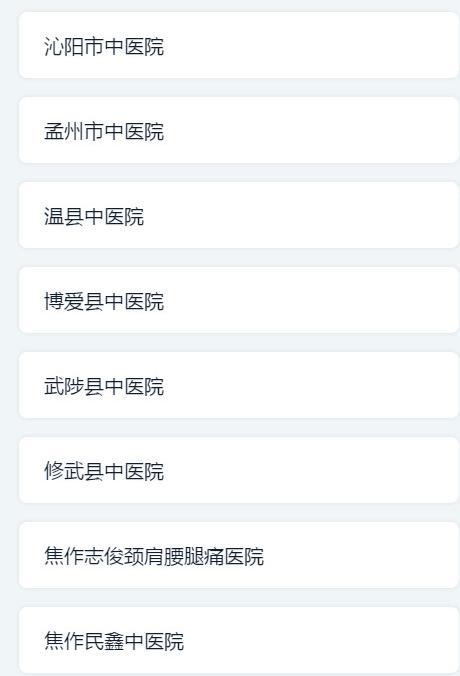 沁阳市中医院
孟州市中医院
温县中医院
博爱县中医院
武陟县中医院
修武县中医院
焦作志俊颈肩腰腿痛医院
焦作民鑫中医院